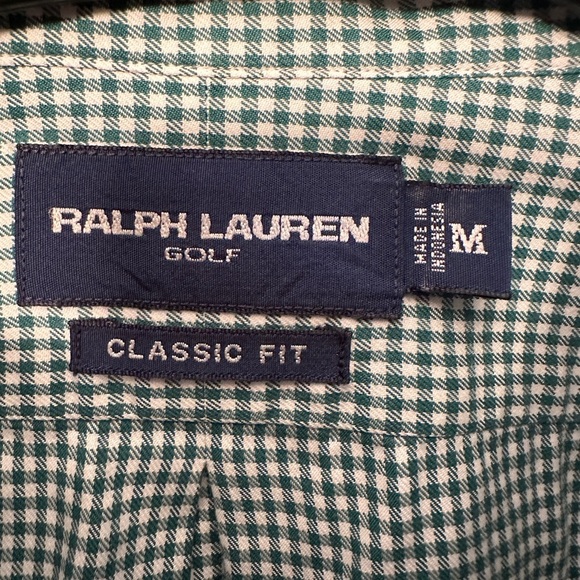 RALPH LAUREN
GOLF
MADE IN
INDONESIA
M
CLASSIC FIT